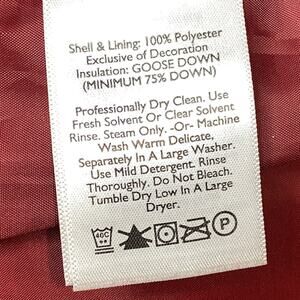 Shell & Lining: 100% Polyester
Exclusive of Decoration
Insulation: GOOSE DOWN
(MINIMUM 75% DOWN)
Professionally Dry Clean. Use
Fresh Solvent Or Clear Solvent
Rinse. Steam Only. -Or- Machine
Wash Warm Delicate,
Separately In A Large Washer.
Use Mild Detergent. Rinse
Thoroughly. Do Not Bleach.
Tumble Dry Low In A Large
Dryer.
40C P